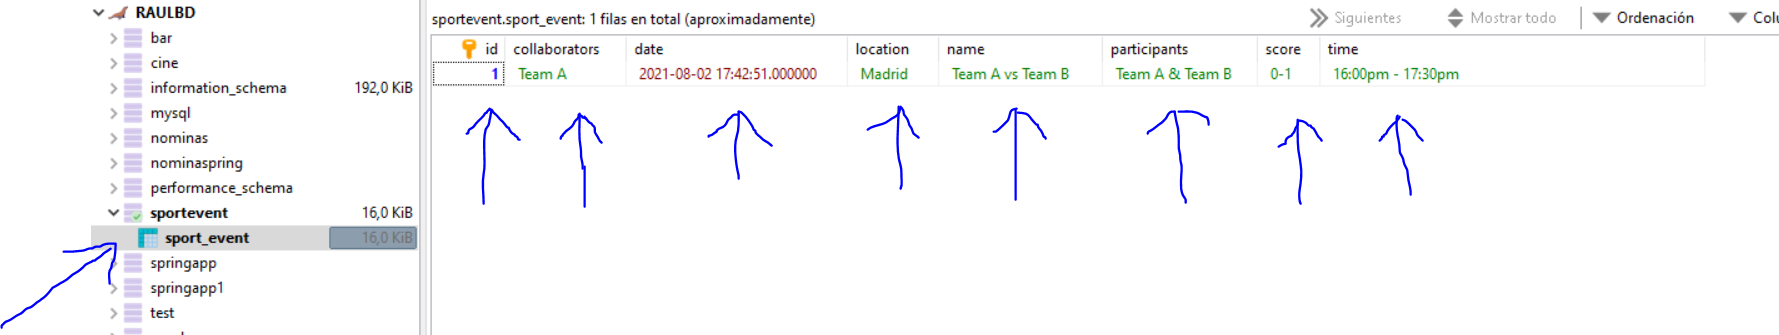 RAULBD
bar
cine
information_schema 192,0 KiB
mysql
nominas
nominaspring
performance_schema
sportevent 16,0 KiB
sport_event 16,0 KiB
springapp
springapp1
test
sportevent.sport_event: 1 filas en total (aproximadamente) Siguientes Mostrar todo Ordenación Colu
id collaborators date location name participants score time
1 Team A 2021-08-02 17:42:51.000000 Madrid Team A vs Team B Team A & Team B 0-1 16:00pm - 17:30pm